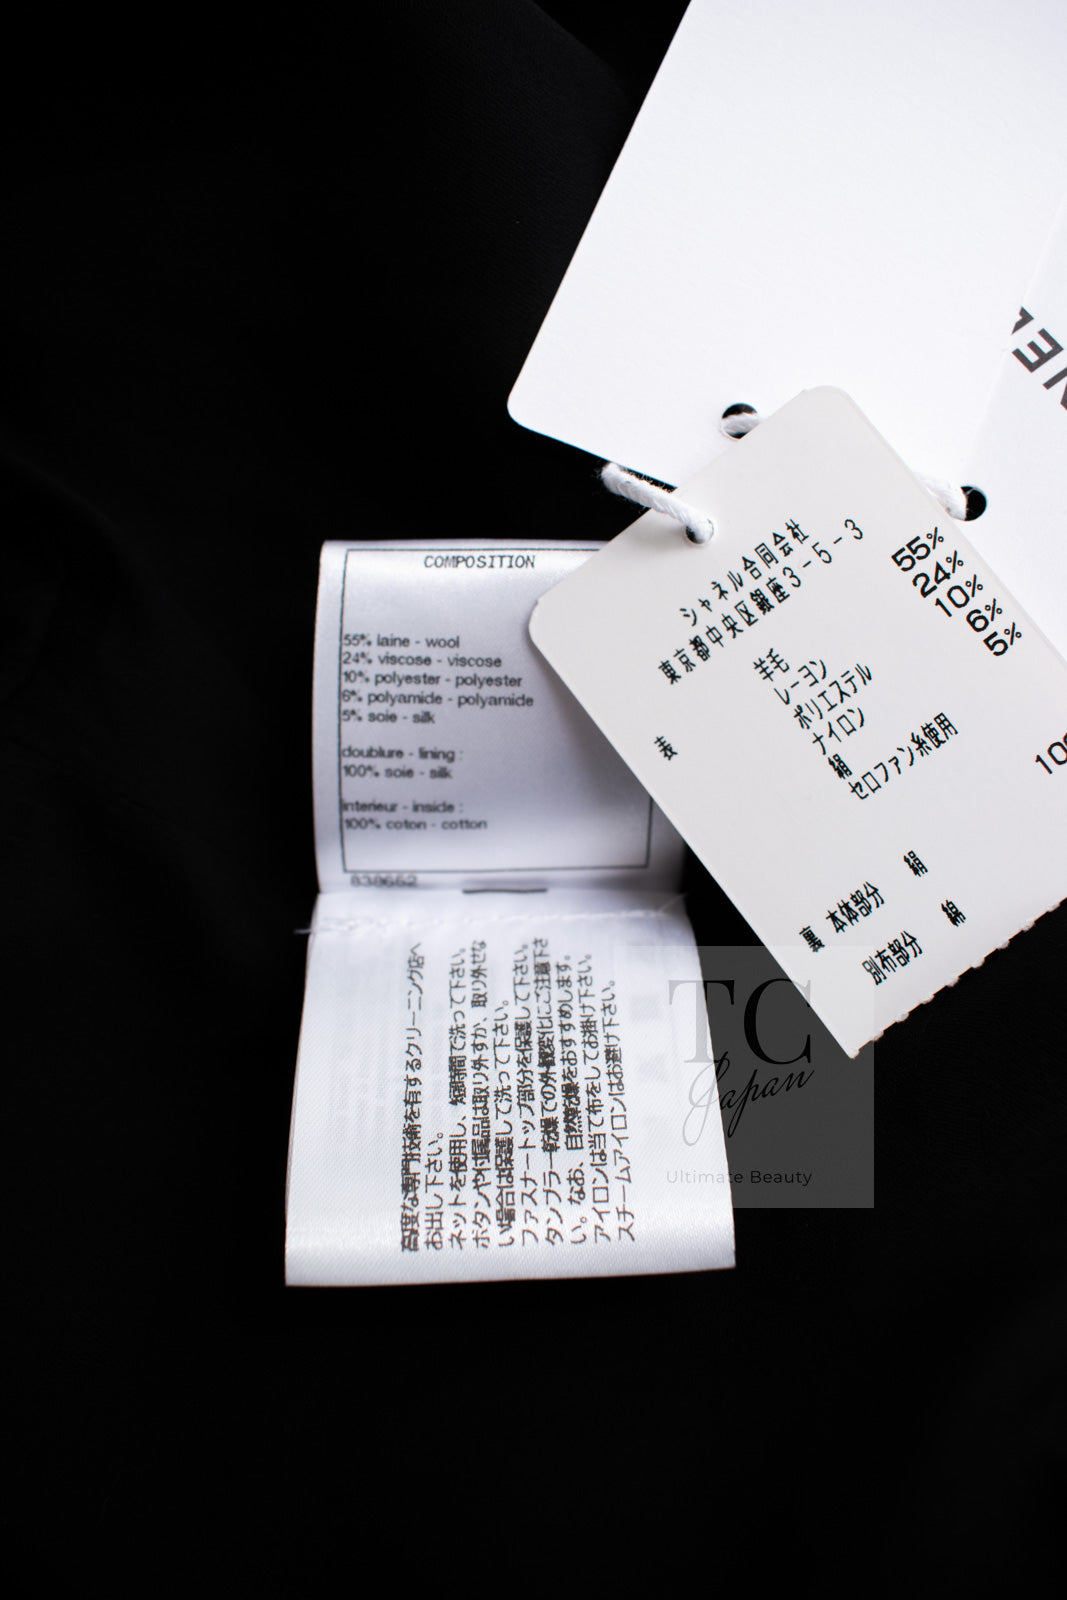 COMPOSITION
55% laine - wool
24% viscose - viscose
10% polyester - polyester
6% polyamide - polyamide
5% soie - silk
doublure - lining :
100% soie - silk
interieur - inside :
100% coton - cotton
838652
高度な専門技術を有するクリーニング店へ
お出し下さい。
ネットを使用し、短時間で洗って下さい。
ボタンや付属品は取り外すか、取り外せな
い場合は保護して洗って下さい。
ファスナートップ部分を保護して下さい。
タンブラー乾燥での外観変化にご注意下さ
い。なお、自然乾燥をおすすめします。
アイロンは当て布をしてお掛け下さい。
スチームアイロンはお避け下さい。
シャネル合同会社
東京都中央区銀座3-5-3
表 羊毛 55%
レーヨン 24%
ポリエステル 10%
ナイロン 6%
絹 5%
セロファン糸使用
裏 本体部分 絹
別布部分 綿
TC
Japan
Ultimate Beauty